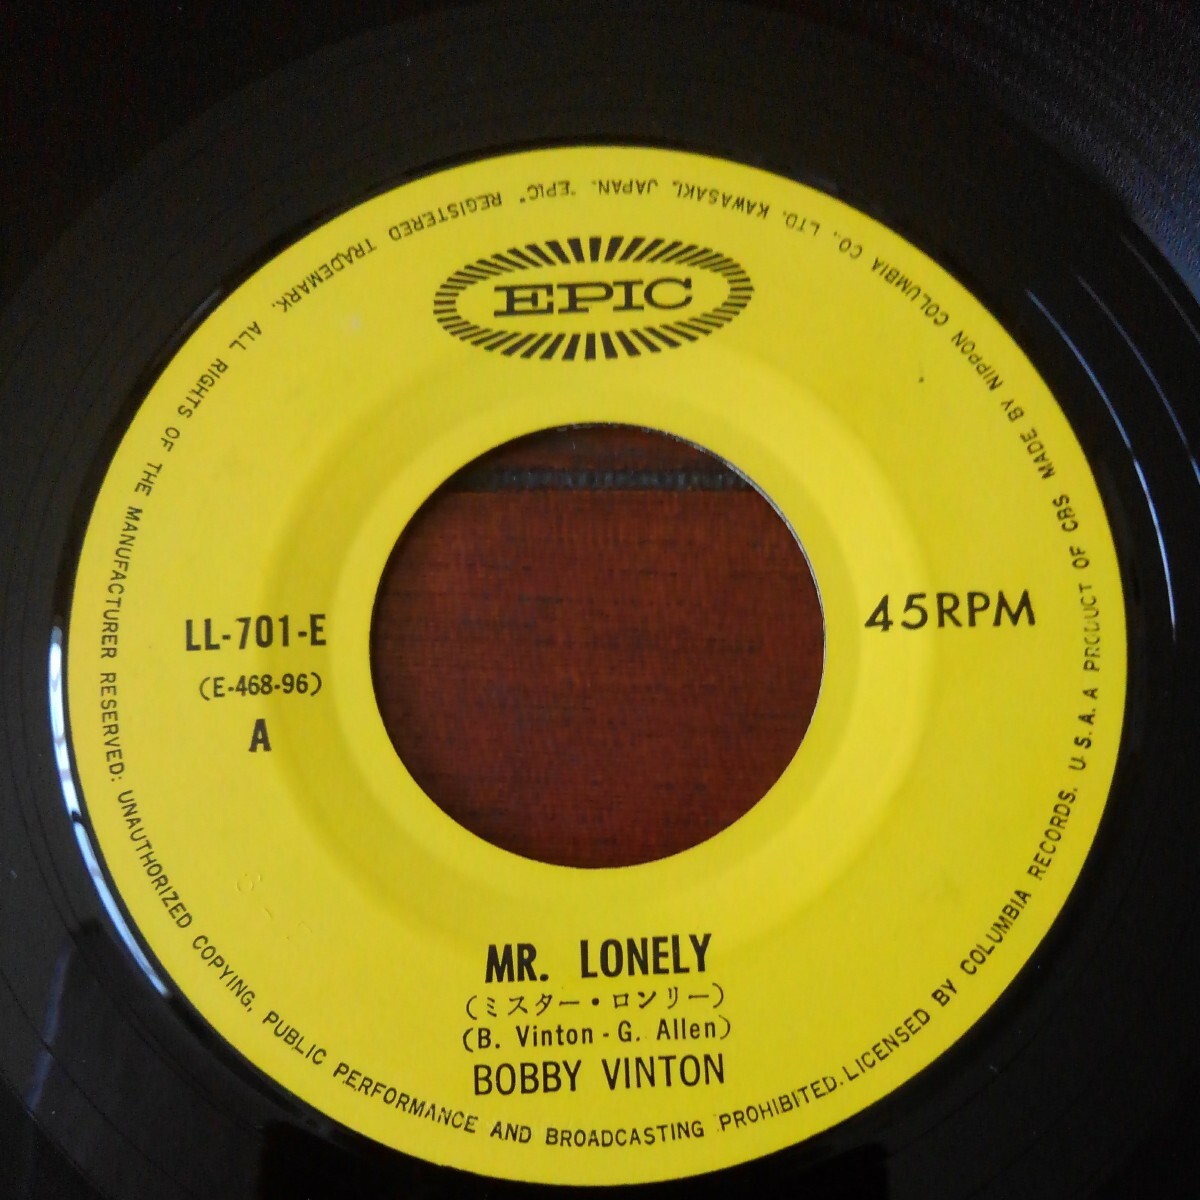 EPIC
LL-701-E
(E-468-96)
A
45RPM
MR. LONELY
(ミスター・ロンリー)
(B. Vinton - G. Allen)
BOBBY VINTON
ALL RIGHTS OF THE MANUFACTURER RESERVED: UNAUTHORIZED COPYING, PUBLIC PERFORMANCE AND BROADCASTING PROHIBITED. LICENSED BY COLUMBIA RECORDS. U.S.A. A PRODUCT OF CBS MADE BY NIPPON COLUMBIA CO., LTD. KAWASAKI, JAPAN. "EPIC" REGISTERED TRADEMARK.